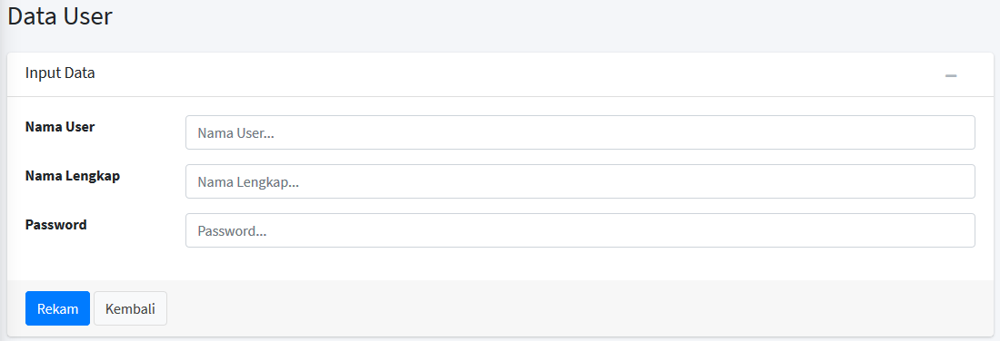 Data User
Input Data
Nama User
Nama User...
Nama Lengkap
Nama Lengkap...
Password
Password...
Rekam Kembali